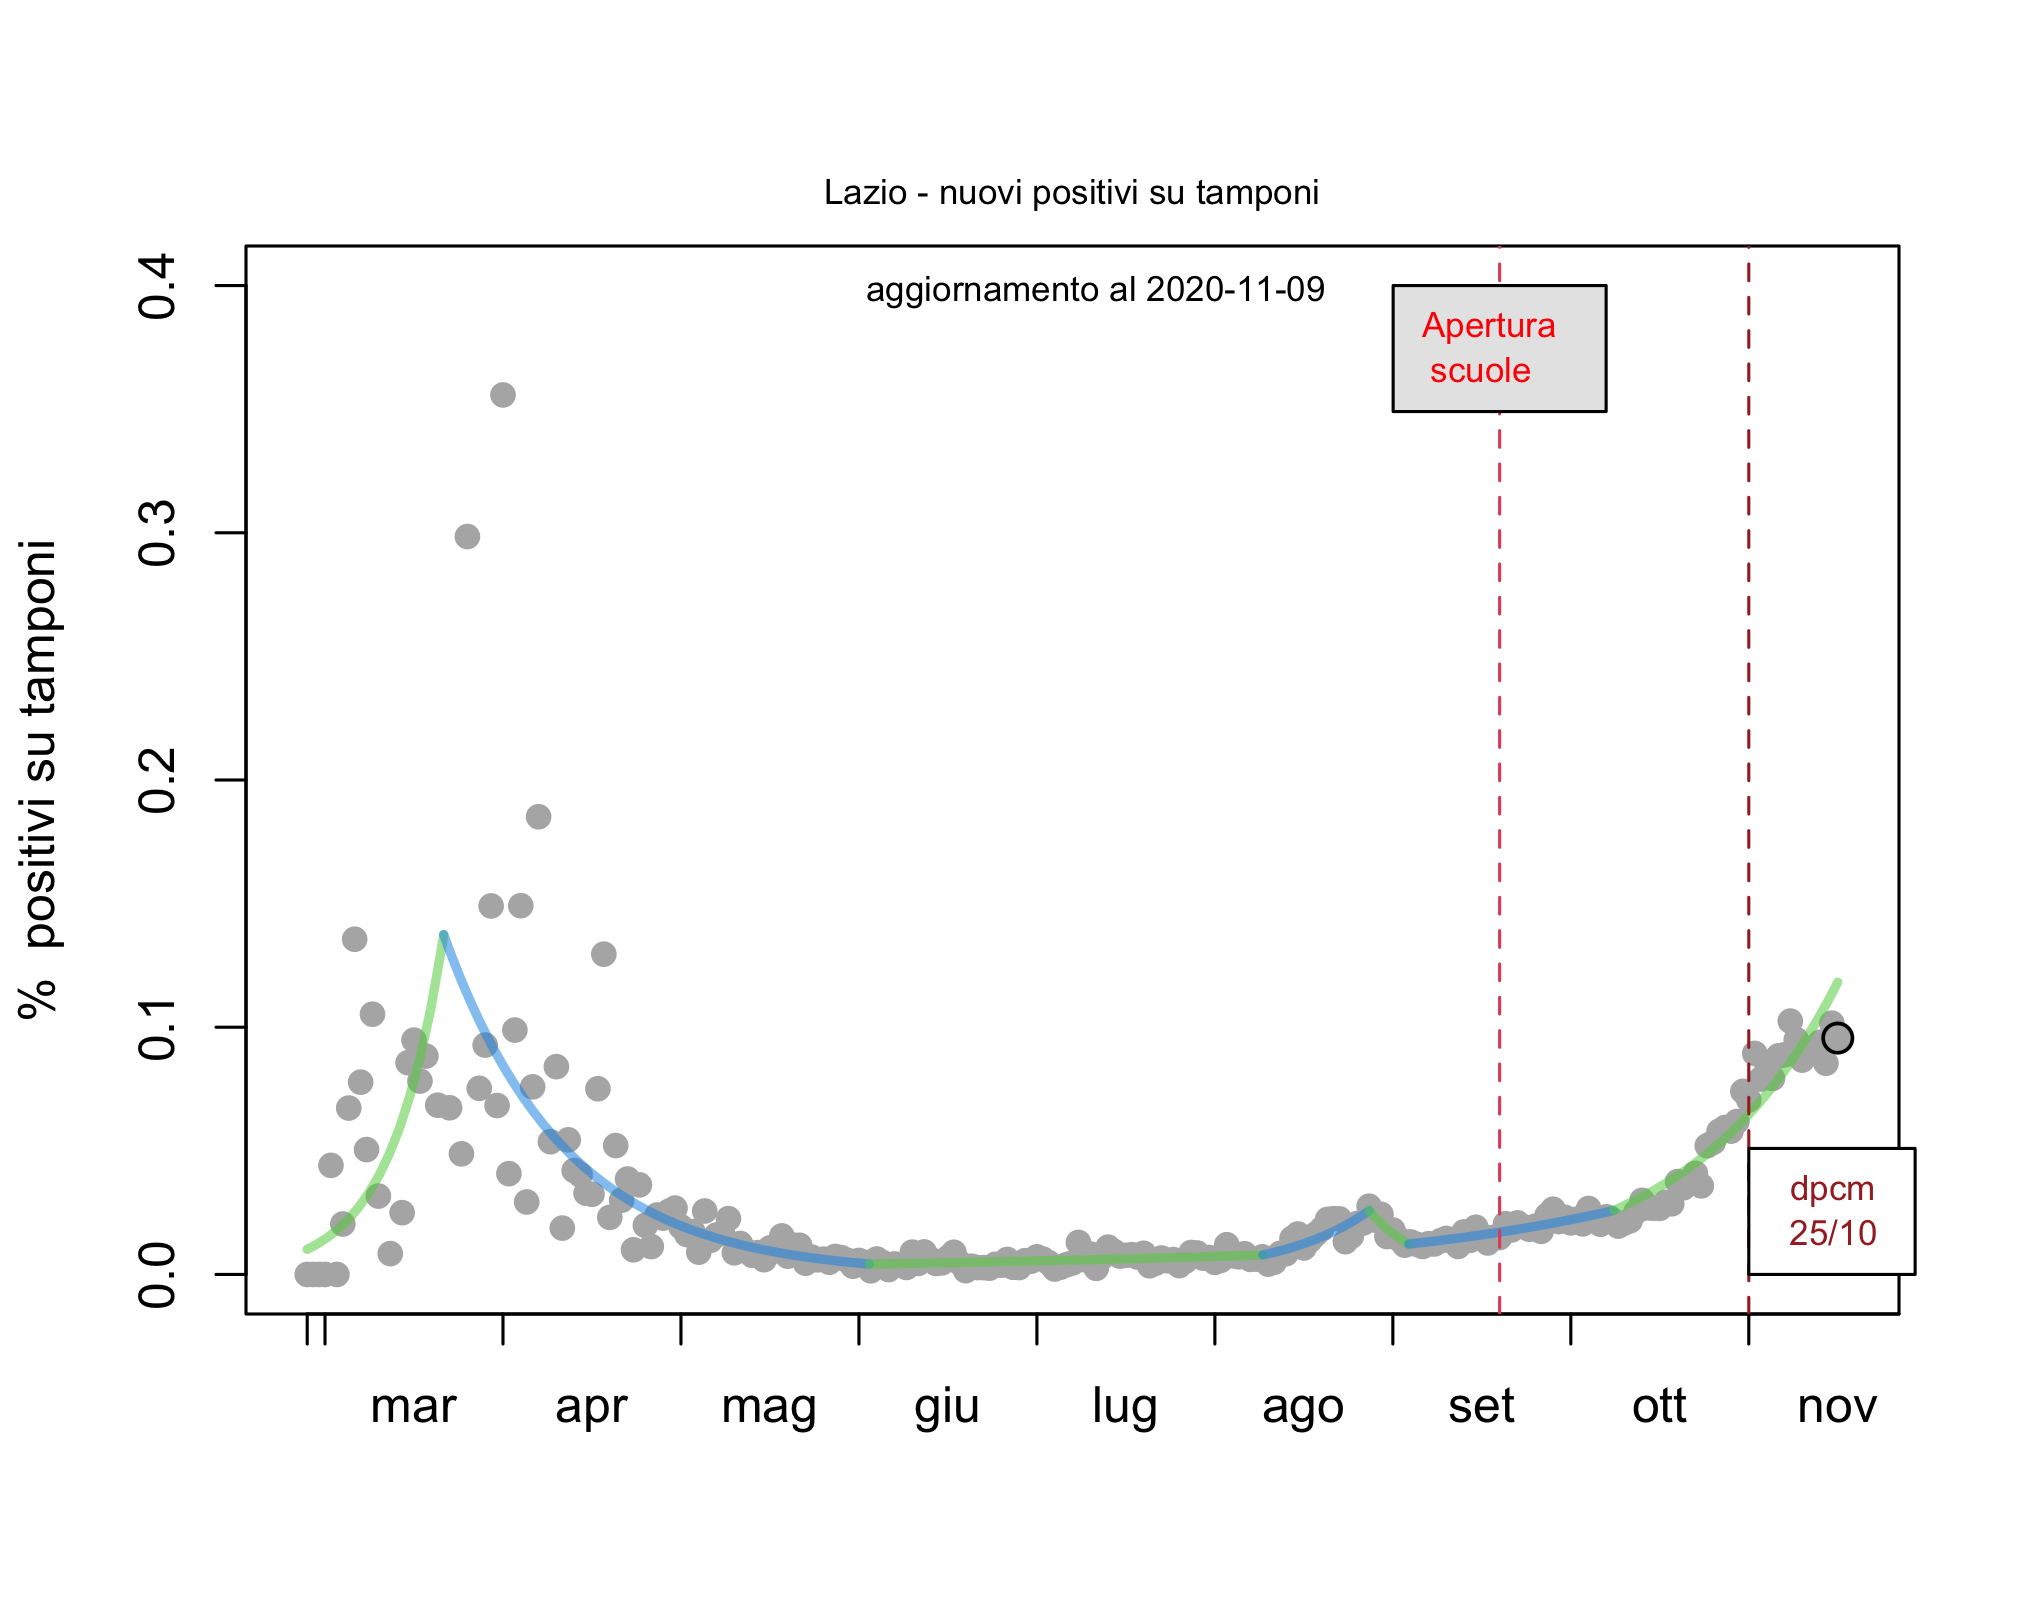 Lazio - nuovi positivi su tamponi
aggiornamento al 2020-11-09
Apertura
scuole
% positivi su tamponi
0.4
0.3
0.2
0.1
0.0
dpcm
25/10
mar apr mag giu lug ago set ott nov